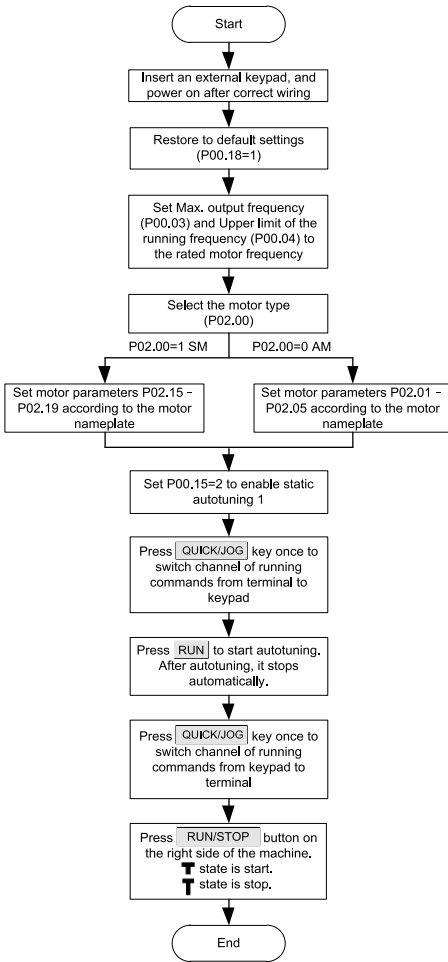 Start
Insert an external keypad, and
power on after correct wiring
Restore to default settings
(P00.18=1)
Set Max. output frequency
(P00.03) and Upper limit of the
running frequency (P00.04) to
the rated motor frequency
Select the motor type
(P02.00)
P02.00=1 SM
P02.00=0 AM
Set motor parameters P02.15 –
P02.19 according to the motor
nameplate
Set motor parameters P02.01 –
P02.05 according to the motor
nameplate
Set P00.15=2 to enable static
autotuning 1
Press QUICK/JOG key once to
switch channel of running
commands from terminal to
keypad
Press RUN to start autotuning.
After autotuning, it stops
automatically.
Press QUICK/JOG key once to
switch channel of running
commands from keypad to
terminal
Press RUN/STOP button on
the right side of the machine.
state is start.
state is stop.
End